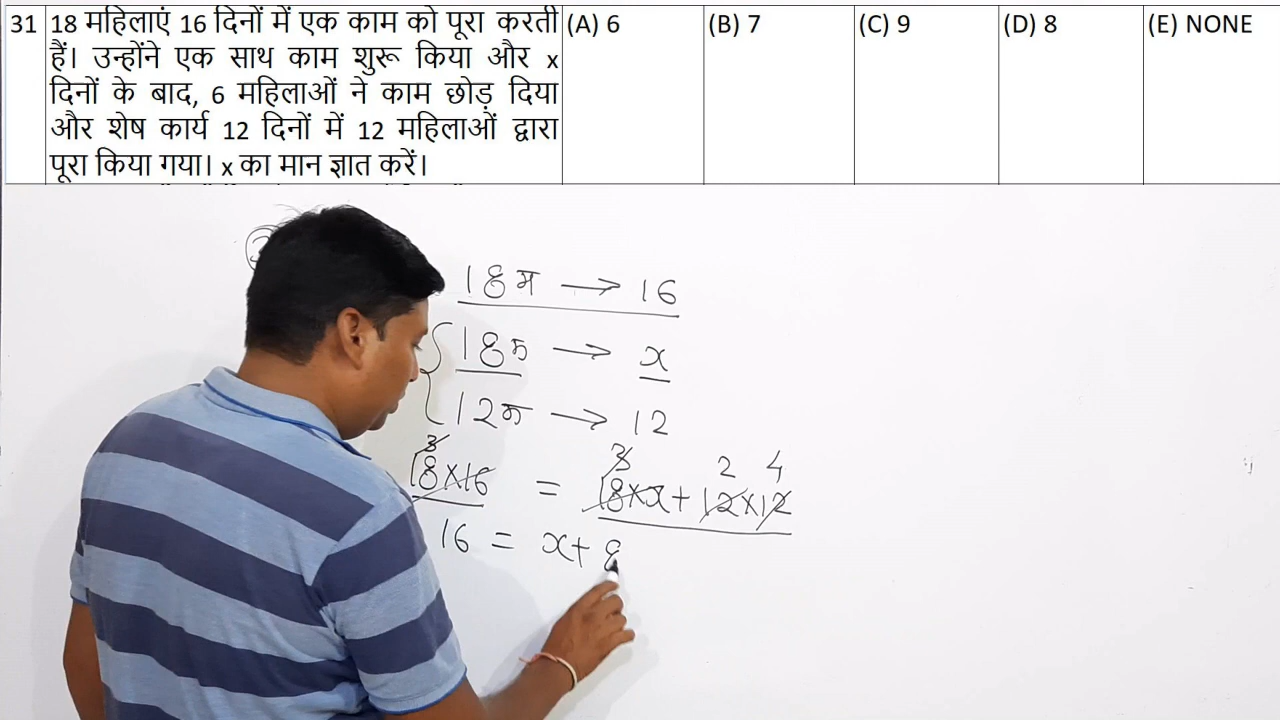 31 18 महिलाएं 16 दिनों में एक काम को पूरा करती (A) 6 (B) 7 (C) 9 (D) 8 (E) NONE
हैं। उन्होंने एक साथ काम शुरू किया और x
दिनों के बाद, 6 महिलाओं ने काम छोड़ दिया
और शेष कार्य 12 दिनों में 12 महिलाओं द्वारा
पूरा किया गया। x का मान ज्ञात करें।
18म → 16
18म → x
12म → 12
3 3 2 4
18×16 = 18×x+12×12
16 = x+8